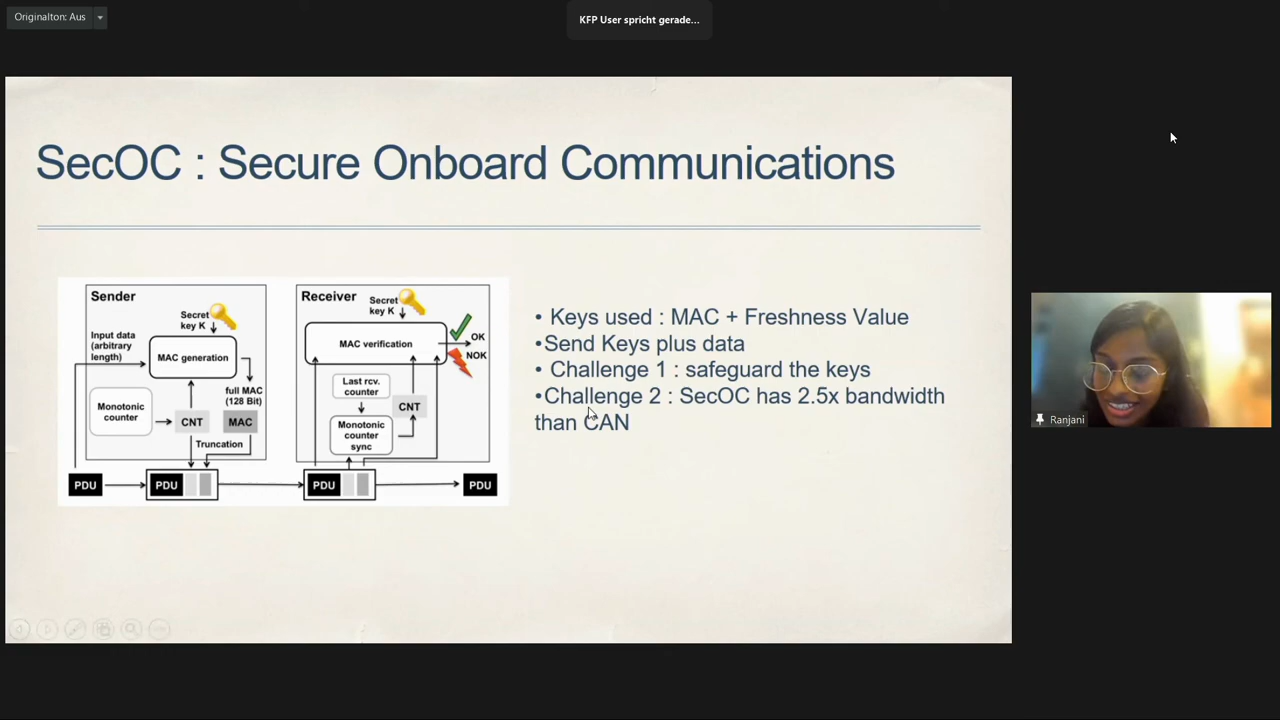 Originalton: Aus
KFP User spricht gerade...
SecOC : Secure Onboard Communications
Sender
Secret
key K
Input data
(arbitrary
length)
MAC generation
full MAC
(128 Bit)
Monotonic
counter
CNT
MAC
Truncation
PDU
PDU
Receiver
Secret
key K
MAC verification
OK
NOK
Last rcv.
counter
CNT
Monotonic
counter
sync
PDU
PDU
• Keys used : MAC + Freshness Value
•Send Keys plus data
• Challenge 1 : safeguard the keys
•Challenge 2 : SecOC has 2.5x bandwidth
than CAN
Ranjani